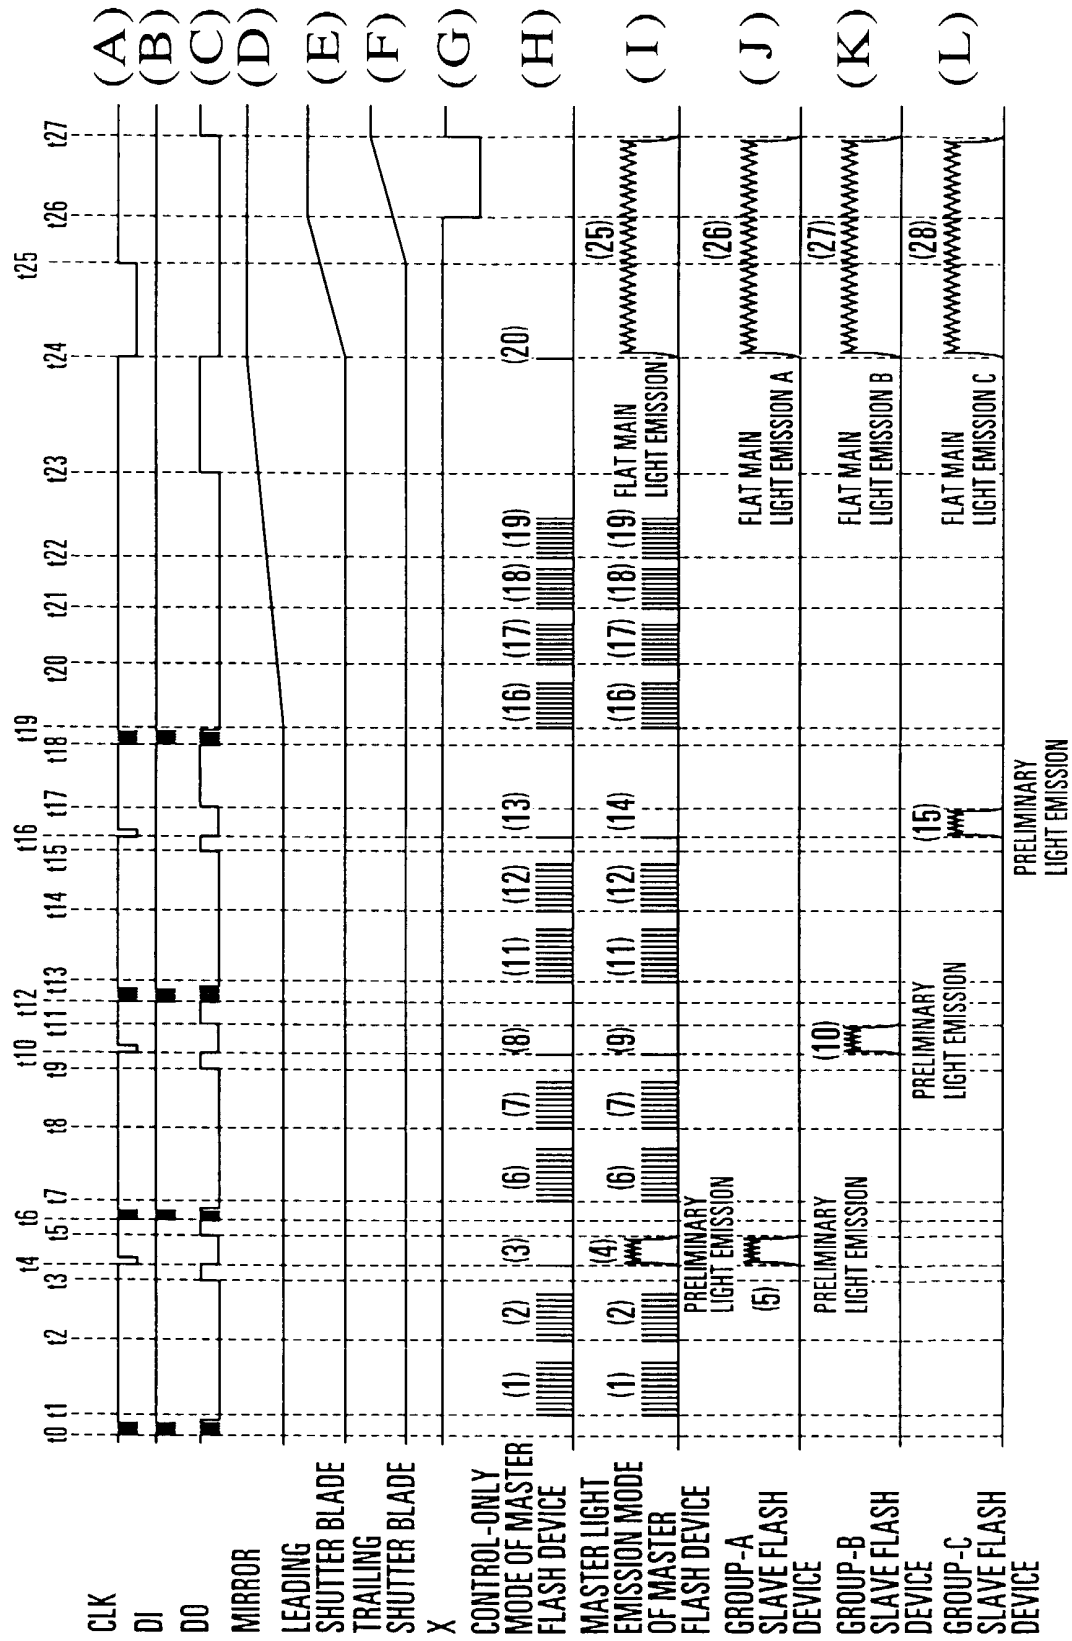 t0
t1
t2
t3
t4
t5
t6
t7
t8
t9
t10
t11
t12
t13
t14
t15
t16
t17
t18
t19
t20
t21
t22
t23
t24
t25
t26
t27
CLK
(A)
DI
(B)
DO
(C)
MIRROR
(D)
LEADING
SHUTTER BLADE
(E)
TRAILING
SHUTTER BLADE
(F)
X
(G)
CONTROL-ONLY
MODE OF MASTER
FLASH DEVICE
(1)
(2)
(3)
(6)
(7)
(8)
(11)
(12)
(13)
(16)
(17)
(18)
(19)
(20)
(H)
MASTER LIGHT
EMISSION MODE
OF MASTER
FLASH DEVICE
(1)
(2)
(4)
PRELIMINARY
LIGHT EMISSION
(6)
(7)
(9)
(11)
(12)
(14)
(16)
(17)
(18)
(19)
FLAT MAIN
LIGHT EMISSION
(25)
(I)
GROUP-A
SLAVE FLASH
DEVICE
(5)
PRELIMINARY
LIGHT EMISSION
FLAT MAIN
LIGHT EMISSION A
(26)
(J)
GROUP-B
SLAVE FLASH
DEVICE
(10)
PRELIMINARY
LIGHT EMISSION
FLAT MAIN
LIGHT EMISSION B
(27)
(K)
GROUP-C
SLAVE FLASH
DEVICE
(15)
PRELIMINARY
LIGHT EMISSION
FLAT MAIN
LIGHT EMISSION C
(28)
(L)